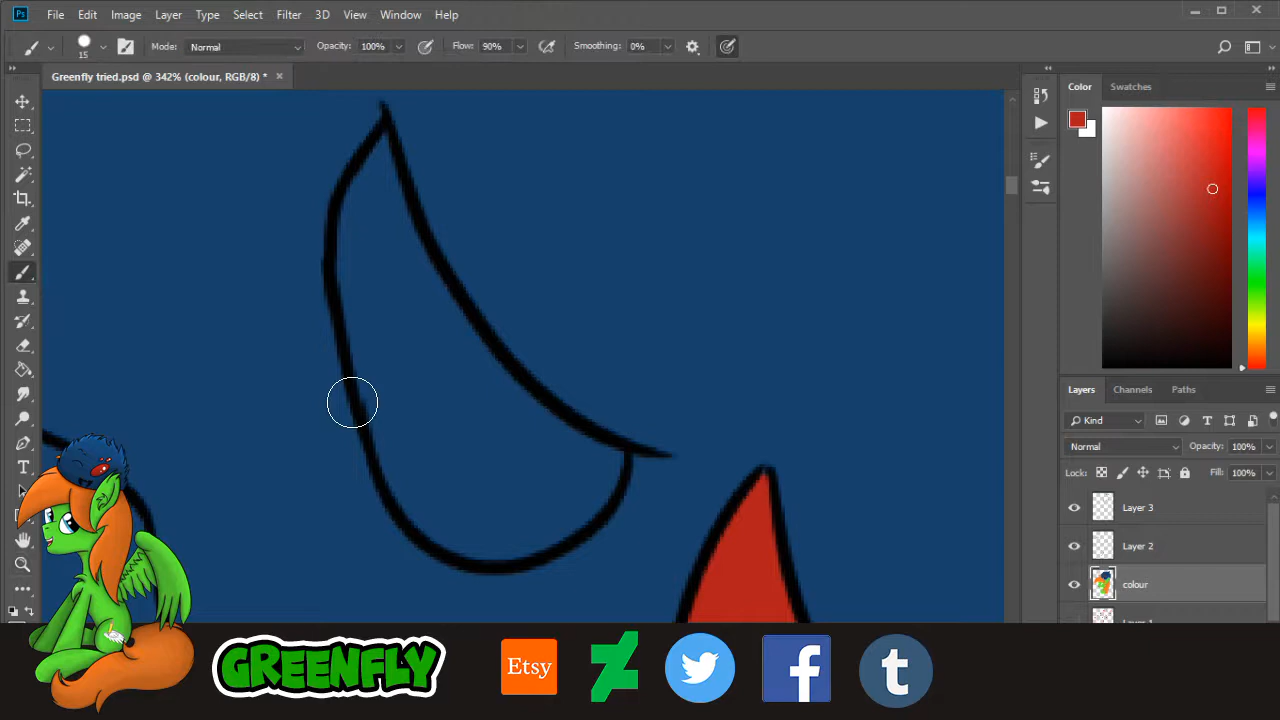 Ps File Edit Image Layer Type Select Filter 3D View Window Help
15 Mode: Normal Opacity: 100% Flow: 90% Smoothing: 0%
Greenfly tried.psd @ 342% (colour, RGB/8) *
Color Swatches
Layers Channels Paths
Kind
Normal Opacity: 100%
Lock: Fill: 100%
Layer 3
Layer 2
colour
GREENFLY Etsy f t